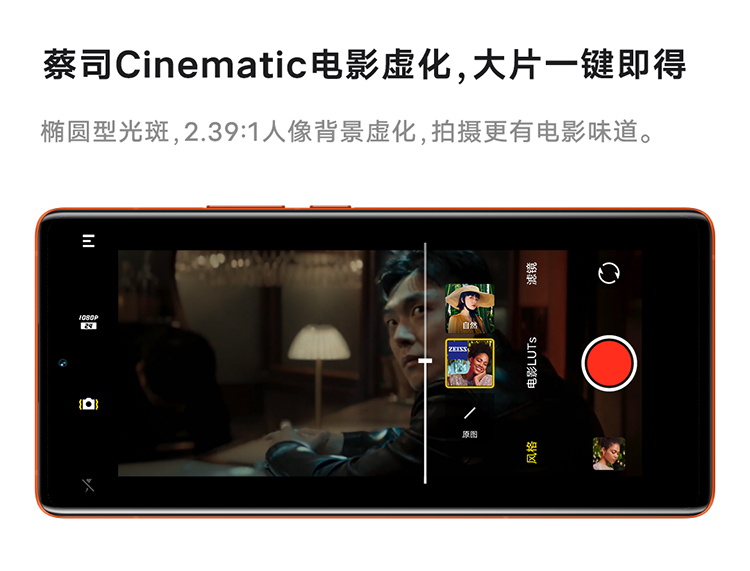 蔡司Cinematic电影虚化,大片一键即得
椭圆型光斑,2.39:1人像背景虚化,拍摄更有电影味道。
1080P
24
自然
ZEISS
原图
滤镜
电影LUTs
风格